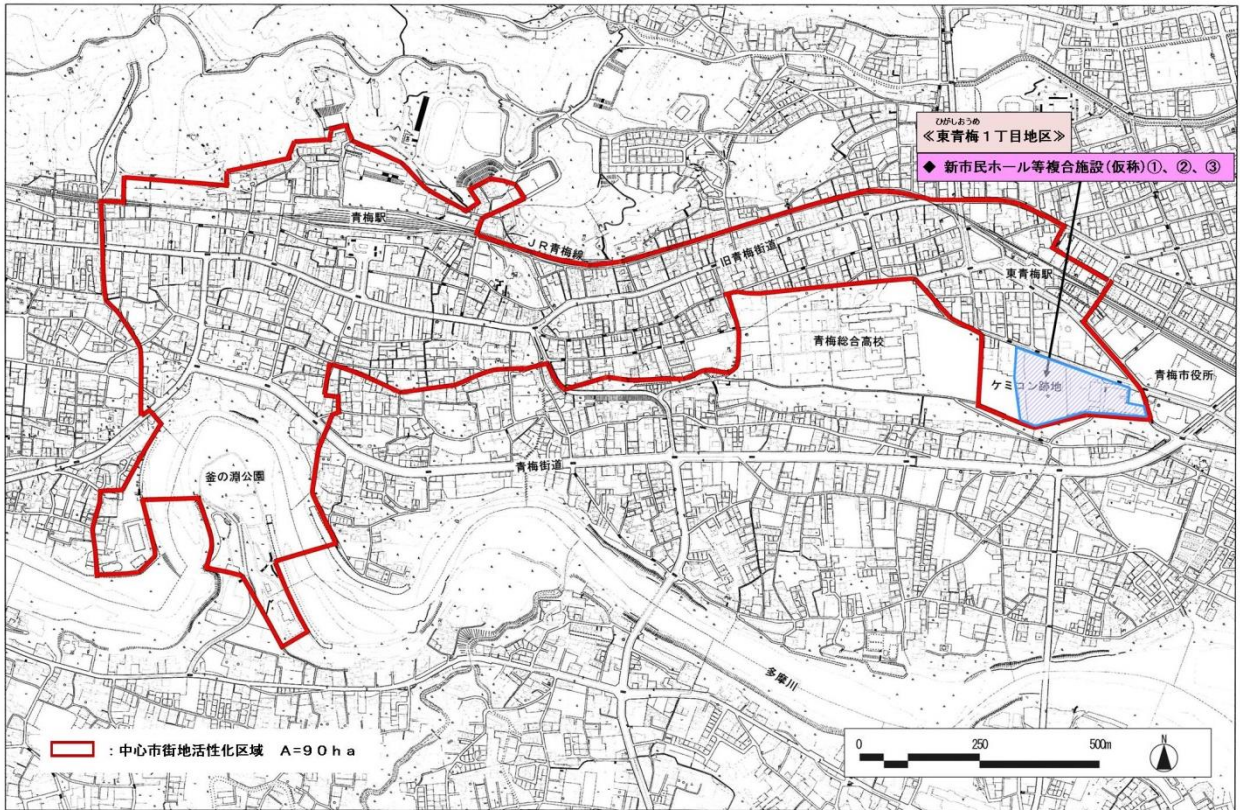 ひがしおうめ
≪東青梅1丁目地区≫
◆ 新市民ホール等複合施設(仮称)①、②、③
青梅駅
JR青梅線
旧青梅街道
東青梅駅
青梅総合高校
ケミコン跡地
青梅市役所
青梅街道
釜の淵公園
多摩川
:中心市街地活性化区域 A=90ha
0 250 500m
N